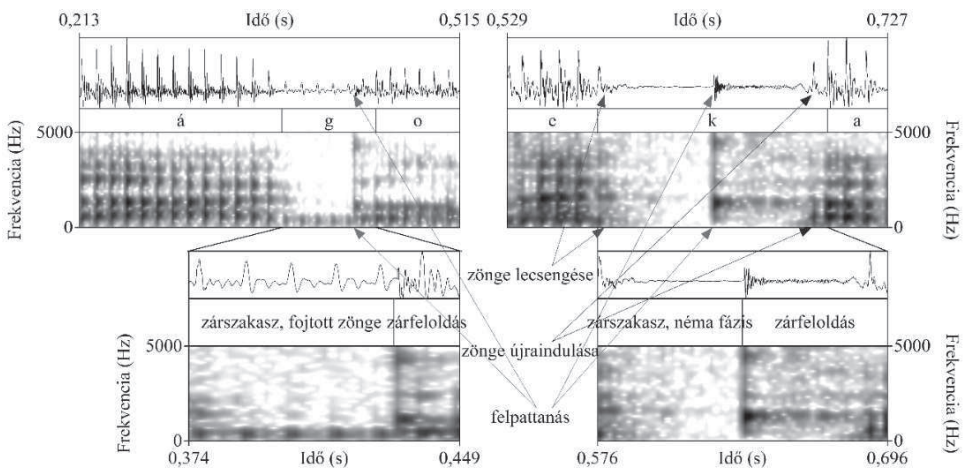 0,213 Idő (s) 0,515
0,529 Idő (s) 0,727
á g o
e k a
5000
0
Frekvencia (Hz)
5000
0
Frekvencia (Hz)
zönge lecsengése
zárszakasz, fojtott zönge zárfeloldás
zárszakasz, néma fázis zárfeloldás
zönge újraindulása
5000
0
Frekvencia (Hz)
5000
0
Frekvencia (Hz)
felpattanás
0,374 Idő (s) 0,449
0,576 Idő (s) 0,696